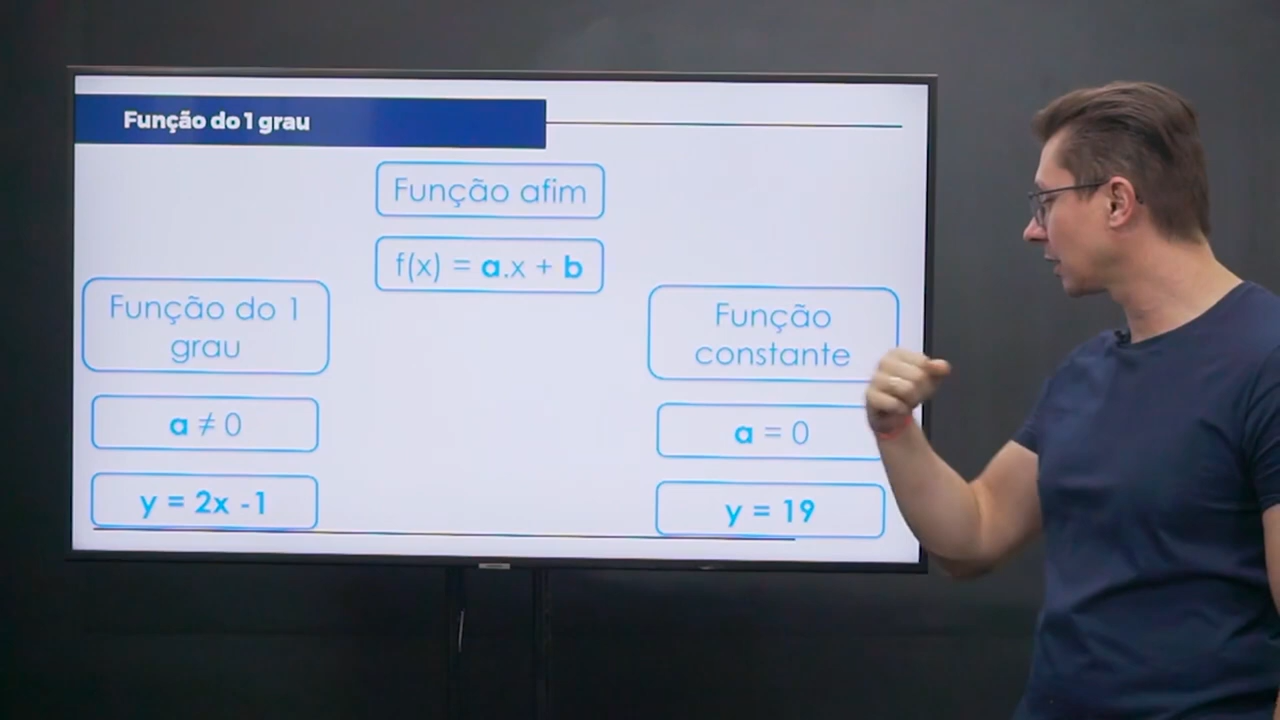 Função do 1 grau
Função afim
f(x) = a.x + b
Função do 1
grau
a ≠ 0
y = 2x -1
Função
constante
a = 0
y = 19